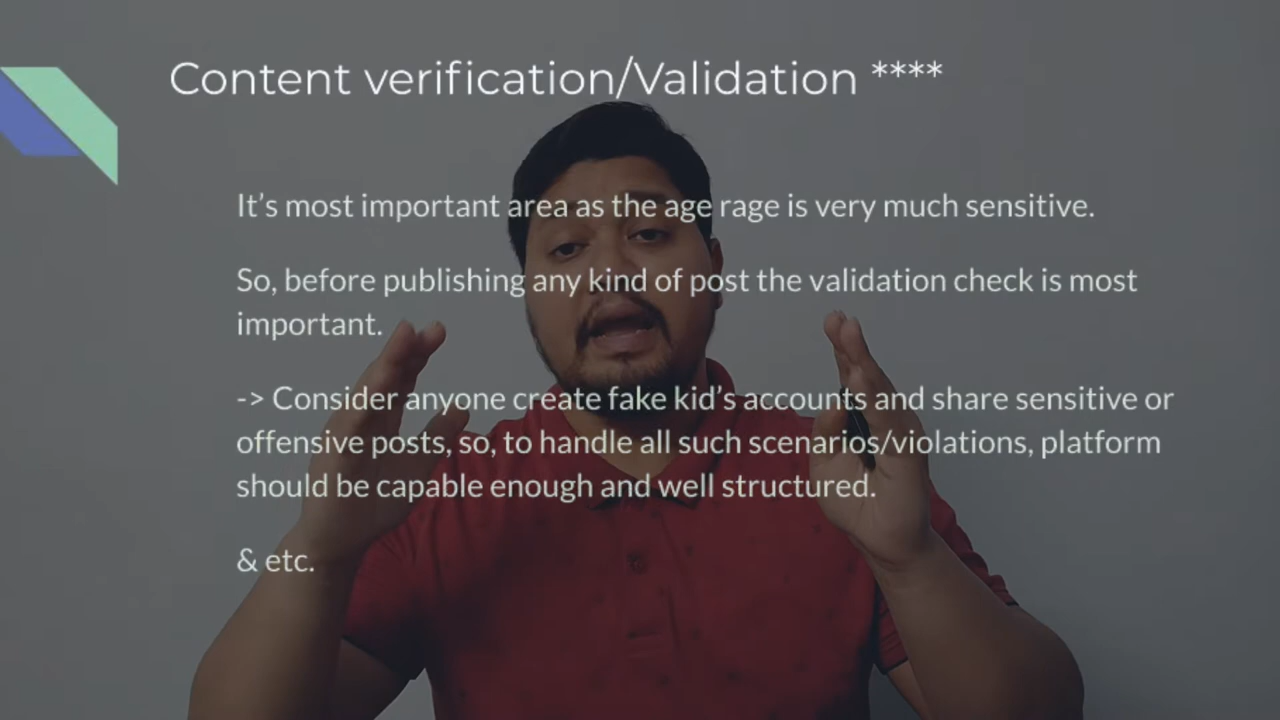 Content verification/Validation ****
It’s most important area as the age rage is very much sensitive.
So, before publishing any kind of post the validation check is most
important.
-> Consider anyone create fake kid’s accounts and share sensitive or
offensive posts, so, to handle all such scenarios/violations, platform
should be capable enough and well structured.
& etc.